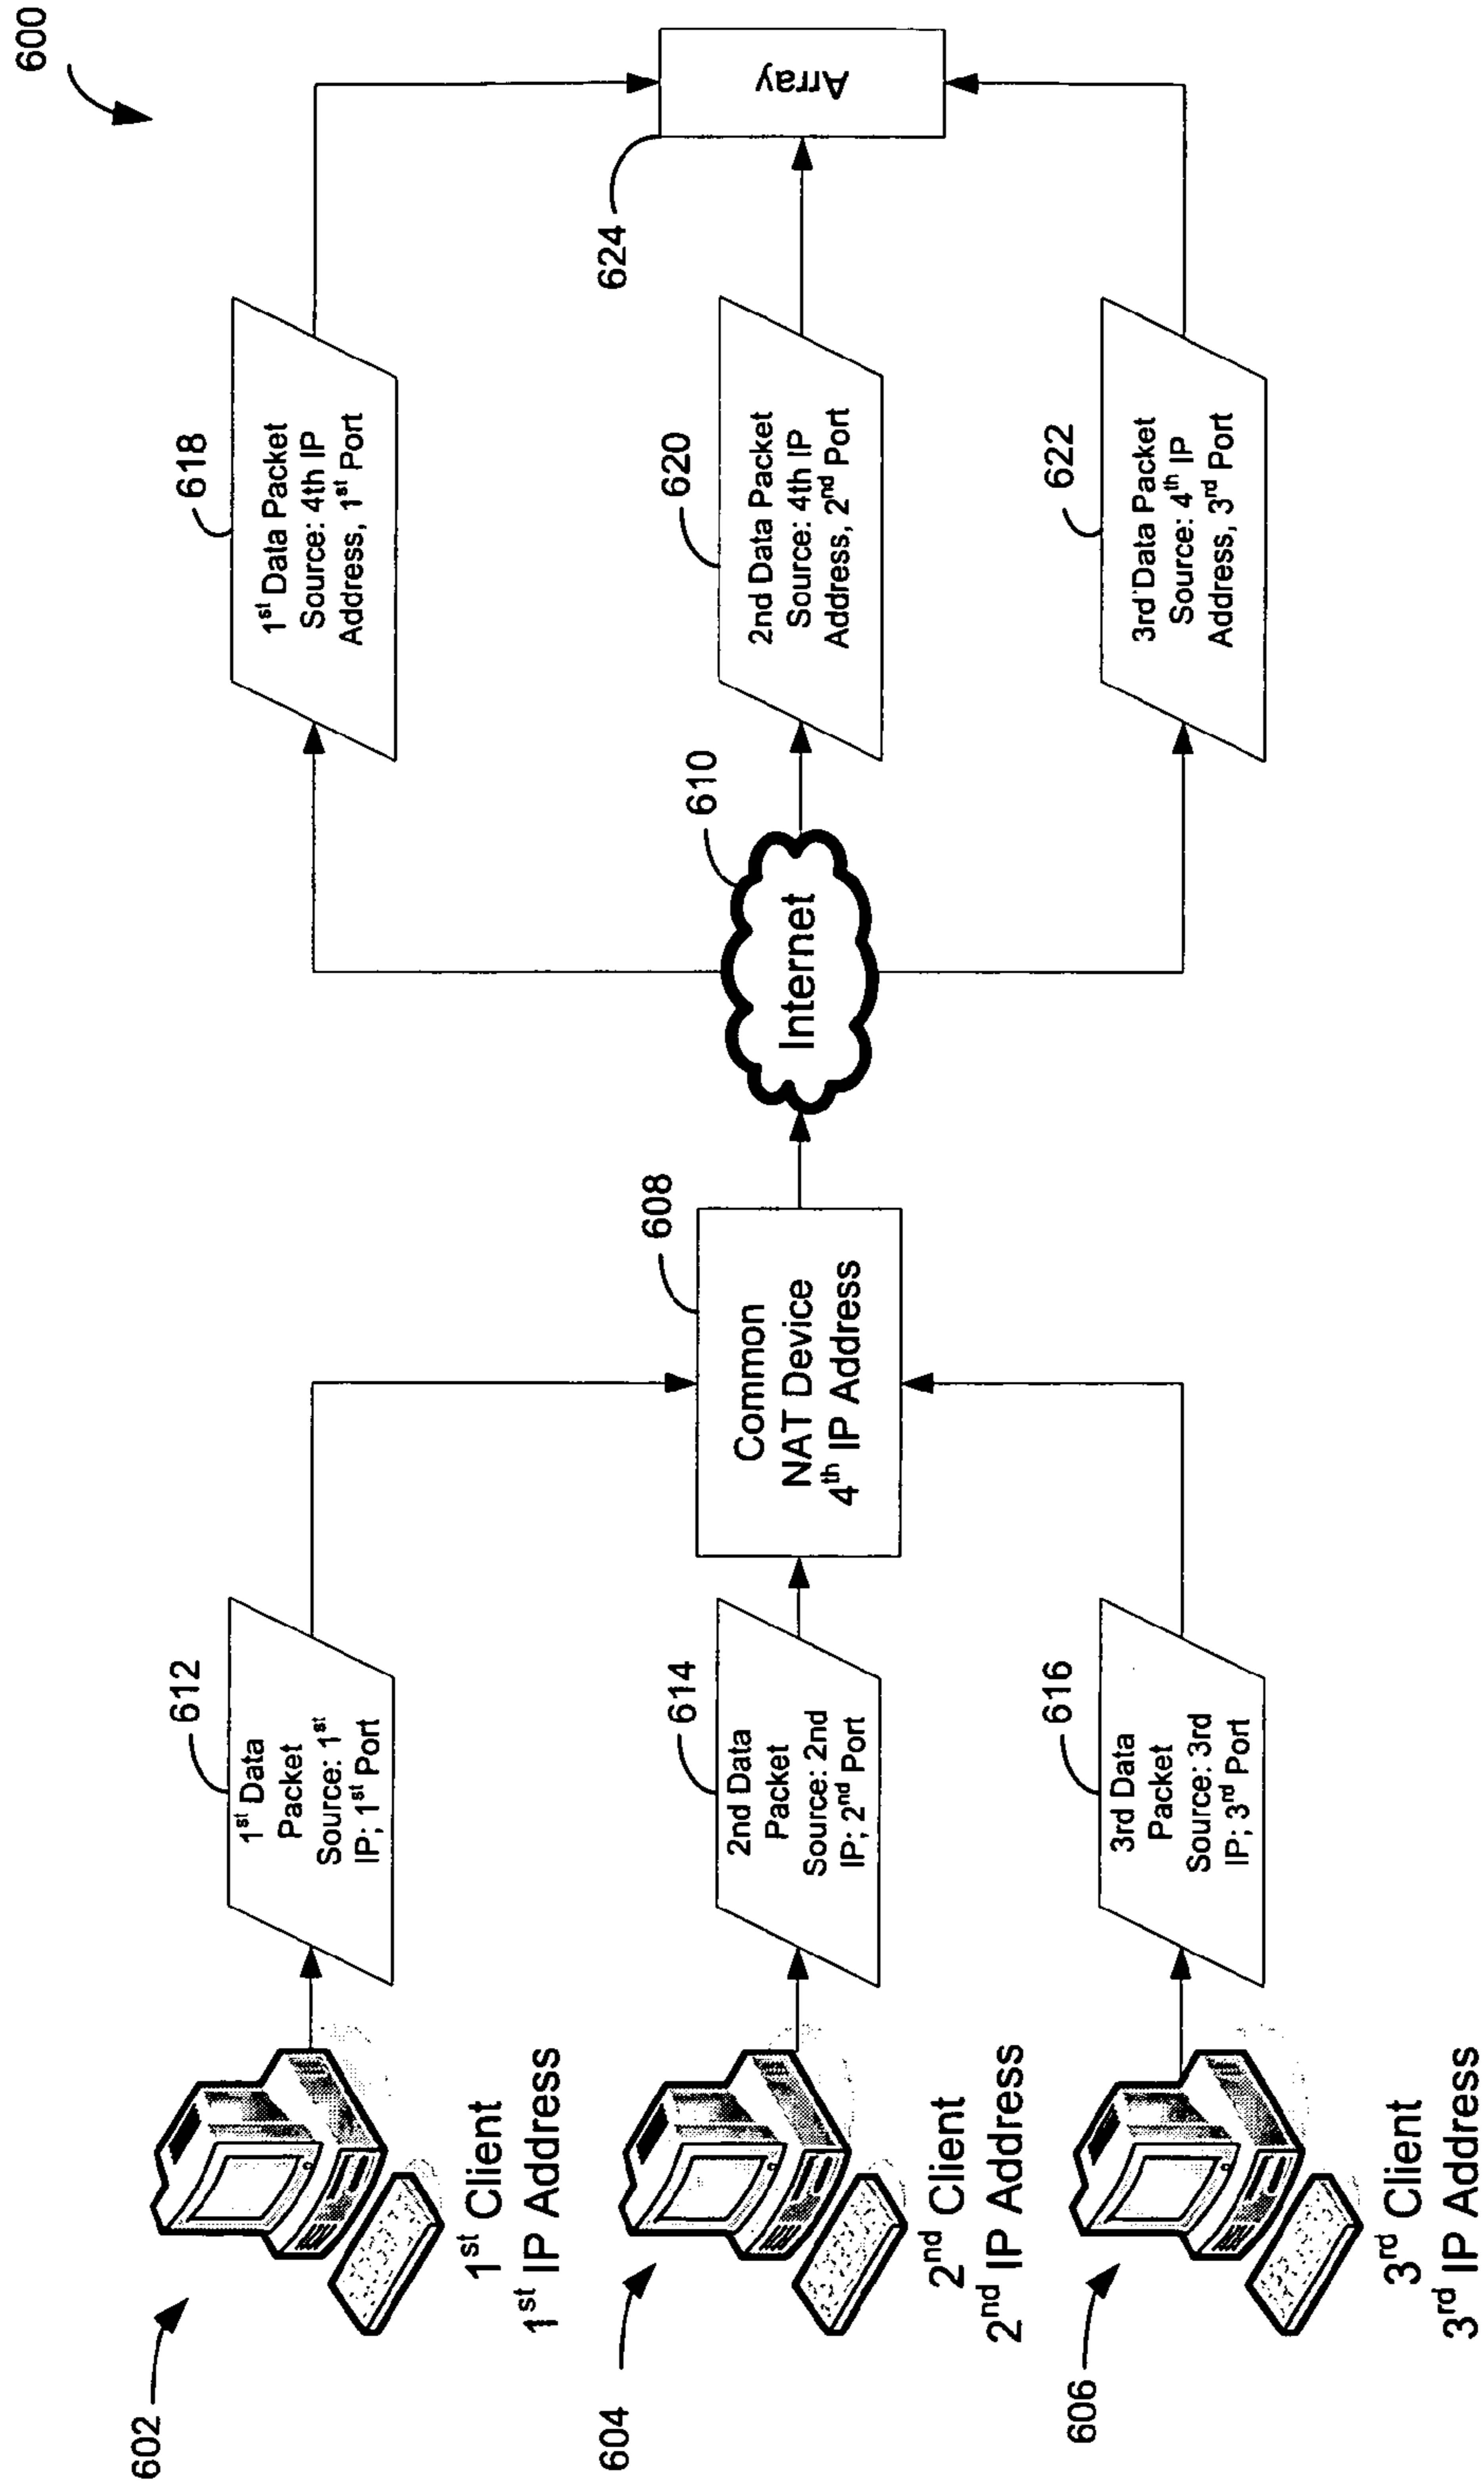 600
602
1st Client
1st IP Address
612
1st Data
Packet
Source: 1st
IP; 1st Port
618
1st Data Packet
Source: 4th IP
Address, 1st Port
604
2nd Client
2nd IP Address
614
2nd Data
Packet
Source: 2nd
IP; 2nd Port
608
Common
NAT Device
4th IP Address
610
Internet
620
2nd Data Packet
Source: 4th IP
Address, 2nd Port
624
Array
606
3rd Client
3rd IP Address
616
3rd Data
Packet
Source: 3rd
IP; 3rd Port
622
3rd Data Packet
Source: 4th IP
Address, 3rd Port